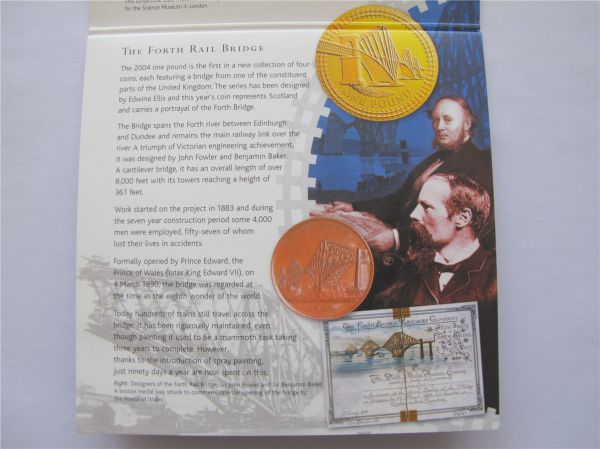 for the Science Museum in London.
THE FORTH RAIL BRIDGE
The 2004 one pound is the first in a new collection of four
coins, each featuring a bridge from one of the constituent
parts of the United Kingdom. The series has been designed
by Edwina Ellis and this year's coin represents Scotland
and carries a portrayal of the Forth Bridge.
The Bridge spans the Forth river between Edinburgh
and Dundee and remains the main railway link over the
river. A triumph of Victorian engineering achievement,
it was designed by John Fowler and Benjamin Baker.
A cantilever bridge, it has an overall length of over
8,000 feet with its towers reaching a height of
361 feet.
Work started on the project in 1883 and during
the seven year construction period some 4,000
men were employed, fifty-seven of whom
lost their lives in accidents.
Formally opened by Prince Edward, the
Prince of Wales (later King Edward VII), on
4 March 1890, the bridge was regarded at
the time as the eighth wonder of the world.
Today hundreds of trains still travel across the
bridge. It has been rigorously maintained, even
though painting it used to be a mammoth task taking
three years to complete. However,
thanks to the introduction of spray painting,
just ninety days a year are now spent on this.
Right: Designers of the Forth Rail Bridge, Sir John Fowler and Sir Benjamin Baker.
A bronze medal was struck to commemorate the opening of the bridge by
the Prince of Wales.
ONE POUND
THE FORTH BRIDGE RAILWAY COMPANY